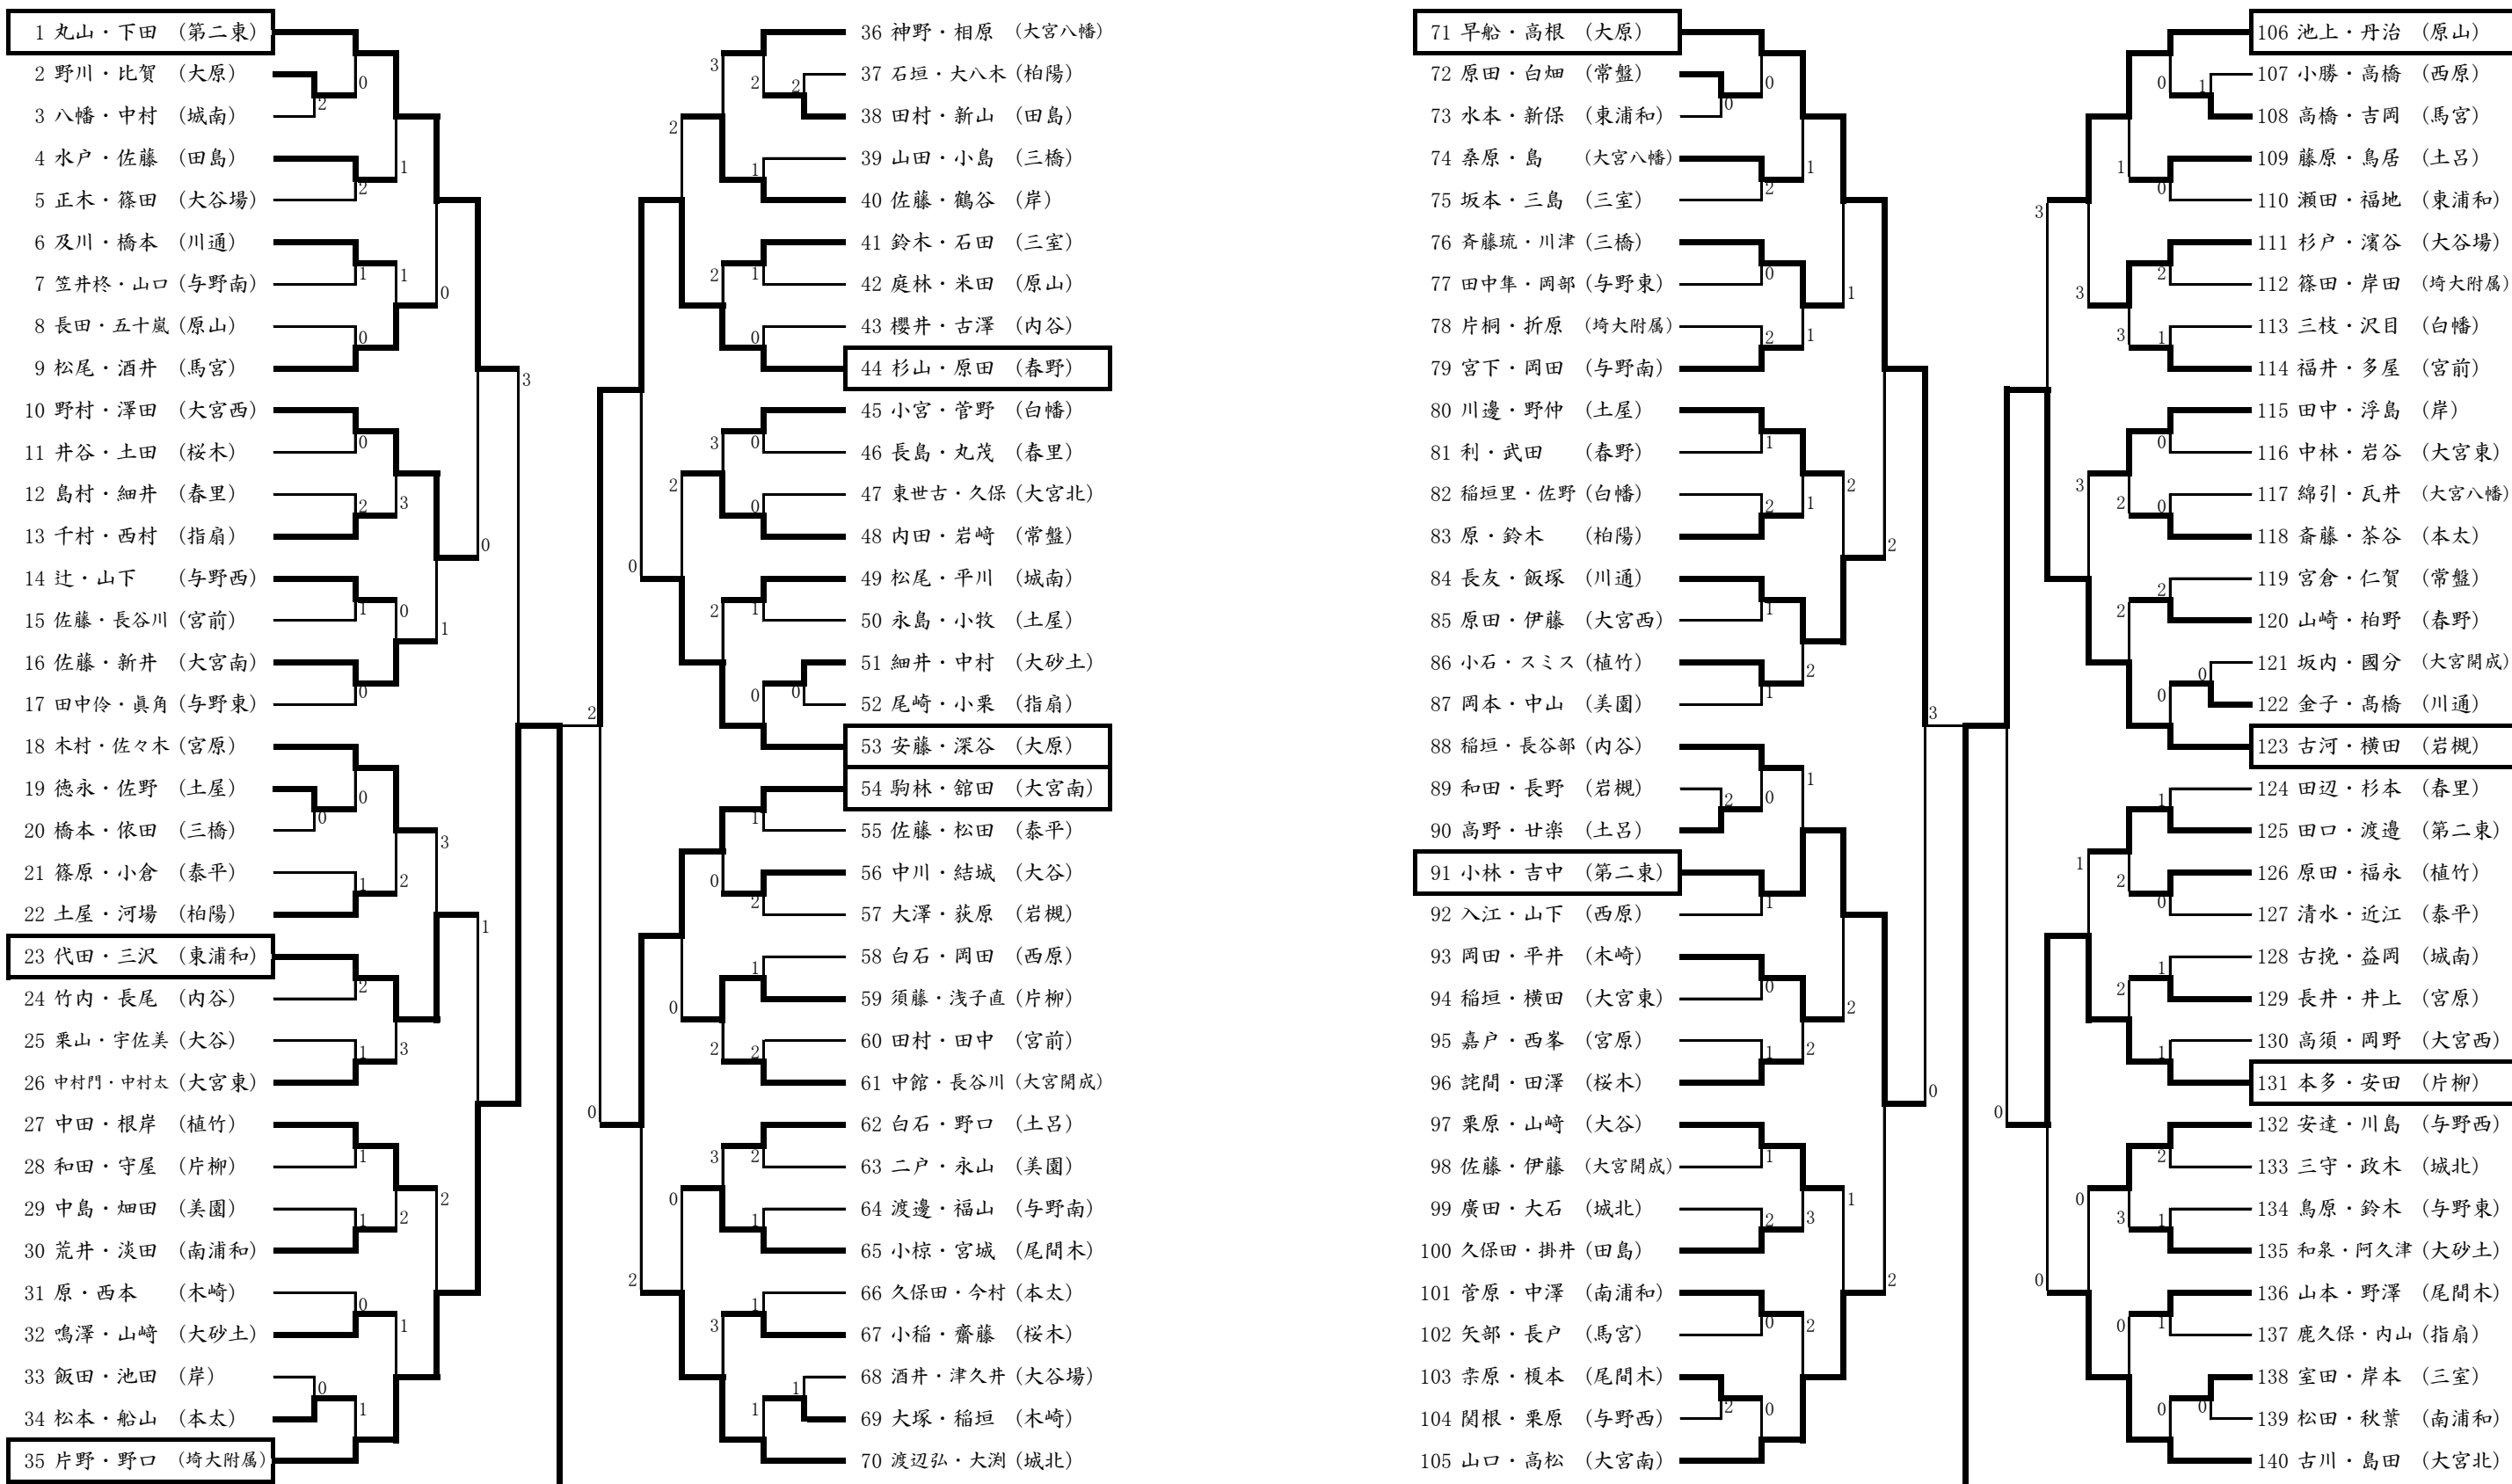 1 丸山・下田 (第二東)
2 野川・比賀 (大原)
3 八幡・中村 (城南)
4 水戸・佐藤 (田島)
5 正木・篠田 (大谷場)
6 及川・橋本 (川通)
7 笠井柊・山口 (与野南)
8 長田・五十嵐 (原山)
9 松尾・酒井 (馬宮)
10 野村・澤田 (大宮西)
11 井谷・土田 (桜木)
12 島村・細井 (春里)
13 千村・西村 (指扇)
14 辻・山下 (与野西)
15 佐藤・長谷川 (宮前)
16 佐藤・新井 (大宮南)
17 田中伶・眞角 (与野東)
18 木村・佐々木 (宮原)
19 徳永・佐野 (土屋)
20 橋本・依田 (三橋)
21 篠原・小倉 (泰平)
22 土屋・河場 (柏陽)
23 代田・三沢 (東浦和)
24 竹内・長尾 (内谷)
25 栗山・宇佐美 (大谷)
26 中村門・中村太 (大宮東)
27 中田・根岸 (植竹)
28 和田・守屋 (片柳)
29 中島・畑田 (美園)
30 荒井・淡田 (南浦和)
31 原・西本 (木崎)
32 鳴澤・山﨑 (大砂土)
33 飯田・池田 (岸)
34 松本・船山 (本太)
35 片野・野口 (埼大附属)
36 神野・相原 (大宮八幡)
37 石垣・大八木 (柏陽)
38 田村・新山 (田島)
39 山田・小島 (三橋)
40 佐藤・鶴谷 (岸)
41 鈴木・石田 (三室)
42 庭林・米田 (原山)
43 櫻井・古澤 (内谷)
44 杉山・原田 (春野)
45 小宮・菅野 (白幡)
46 長島・丸茂 (春里)
47 東世古・久保 (大宮北)
48 内田・岩﨑 (常盤)
49 松尾・平川 (城南)
50 永島・小牧 (土屋)
51 細井・中村 (大砂土)
52 尾崎・小栗 (指扇)
53 安藤・深谷 (大原)
54 駒林・舘田 (大宮南)
55 佐藤・松田 (泰平)
56 中川・結城 (大谷)
57 大澤・荻原 (岩槻)
58 白石・岡田 (西原)
59 須藤・浅子直 (片柳)
60 田村・田中 (宮前)
61 中館・長谷川 (大宮開成)
62 白石・野口 (土呂)
63 二戸・永山 (美園)
64 渡邊・福山 (与野南)
65 小椋・宮城 (尾間木)
66 久保田・今村 (本太)
67 小稲・齋藤 (桜木)
68 酒井・津久井 (大谷場)
69 大塚・稲垣 (木崎)
70 渡辺弘・大渕 (城北)
71 早船・高根 (大原)
72 原田・白畑 (常盤)
73 水本・新保 (東浦和)
74 桑原・島 (大宮八幡)
75 坂本・三島 (三室)
76 斉藤琉・川津 (三橋)
77 田中隼・岡部 (与野東)
78 片桐・折原 (埼大附属)
79 宮下・岡田 (与野南)
80 川邊・野仲 (土屋)
81 利・武田 (春野)
82 稲垣里・佐野 (白幡)
83 原・鈴木 (柏陽)
84 長友・飯塚 (川通)
85 原田・伊藤 (大宮西)
86 小石・スミス (植竹)
87 岡本・中山 (美園)
88 稲垣・長谷部 (内谷)
89 和田・長野 (岩槻)
90 高野・廿楽 (土呂)
91 小林・吉中 (第二東)
92 入江・山下 (西原)
93 岡田・平井 (木崎)
94 稲垣・横田 (大宮東)
95 嘉戸・西峯 (宮原)
96 詫間・田澤 (桜木)
97 栗原・山﨑 (大谷)
98 佐藤・伊藤 (大宮開成)
99 廣田・大石 (城北)
100 久保田・掛井 (田島)
101 菅原・中澤 (南浦和)
102 矢部・長戸 (馬宮)
103 桒原・榎本 (尾間木)
104 関根・栗原 (与野西)
105 山口・高松 (大宮南)
106 池上・丹治 (原山)
107 小勝・高橋 (西原)
108 高橋・吉岡 (馬宮)
109 藤原・鳥居 (土呂)
110 瀬田・福地 (東浦和)
111 杉戸・濱谷 (大谷場)
112 篠田・岸田 (埼大附属)
113 三枝・沢目 (白幡)
114 福井・多屋 (宮前)
115 田中・浮島 (岸)
116 中林・岩谷 (大宮東)
117 綿引・瓦井 (大宮八幡)
118 斎藤・茶谷 (本太)
119 宮倉・仁賀 (常盤)
120 山崎・柏野 (春野)
121 坂内・國分 (大宮開成)
122 金子・髙橋 (川通)
123 古河・横田 (岩槻)
124 田辺・杉本 (春里)
125 田口・渡邉 (第二東)
126 原田・福永 (植竹)
127 清水・近江 (泰平)
128 古挽・益岡 (城南)
129 長井・井上 (宮原)
130 高須・岡野 (大宮西)
131 本多・安田 (片柳)
132 安達・川島 (与野西)
133 三守・政木 (城北)
134 鳥原・鈴木 (与野東)
135 和泉・阿久津 (大砂土)
136 山本・野澤 (尾間木)
137 鹿久保・内山 (指扇)
138 室田・岸本 (三室)
139 松田・秋葉 (南浦和)
140 古川・島田 (大宮北)